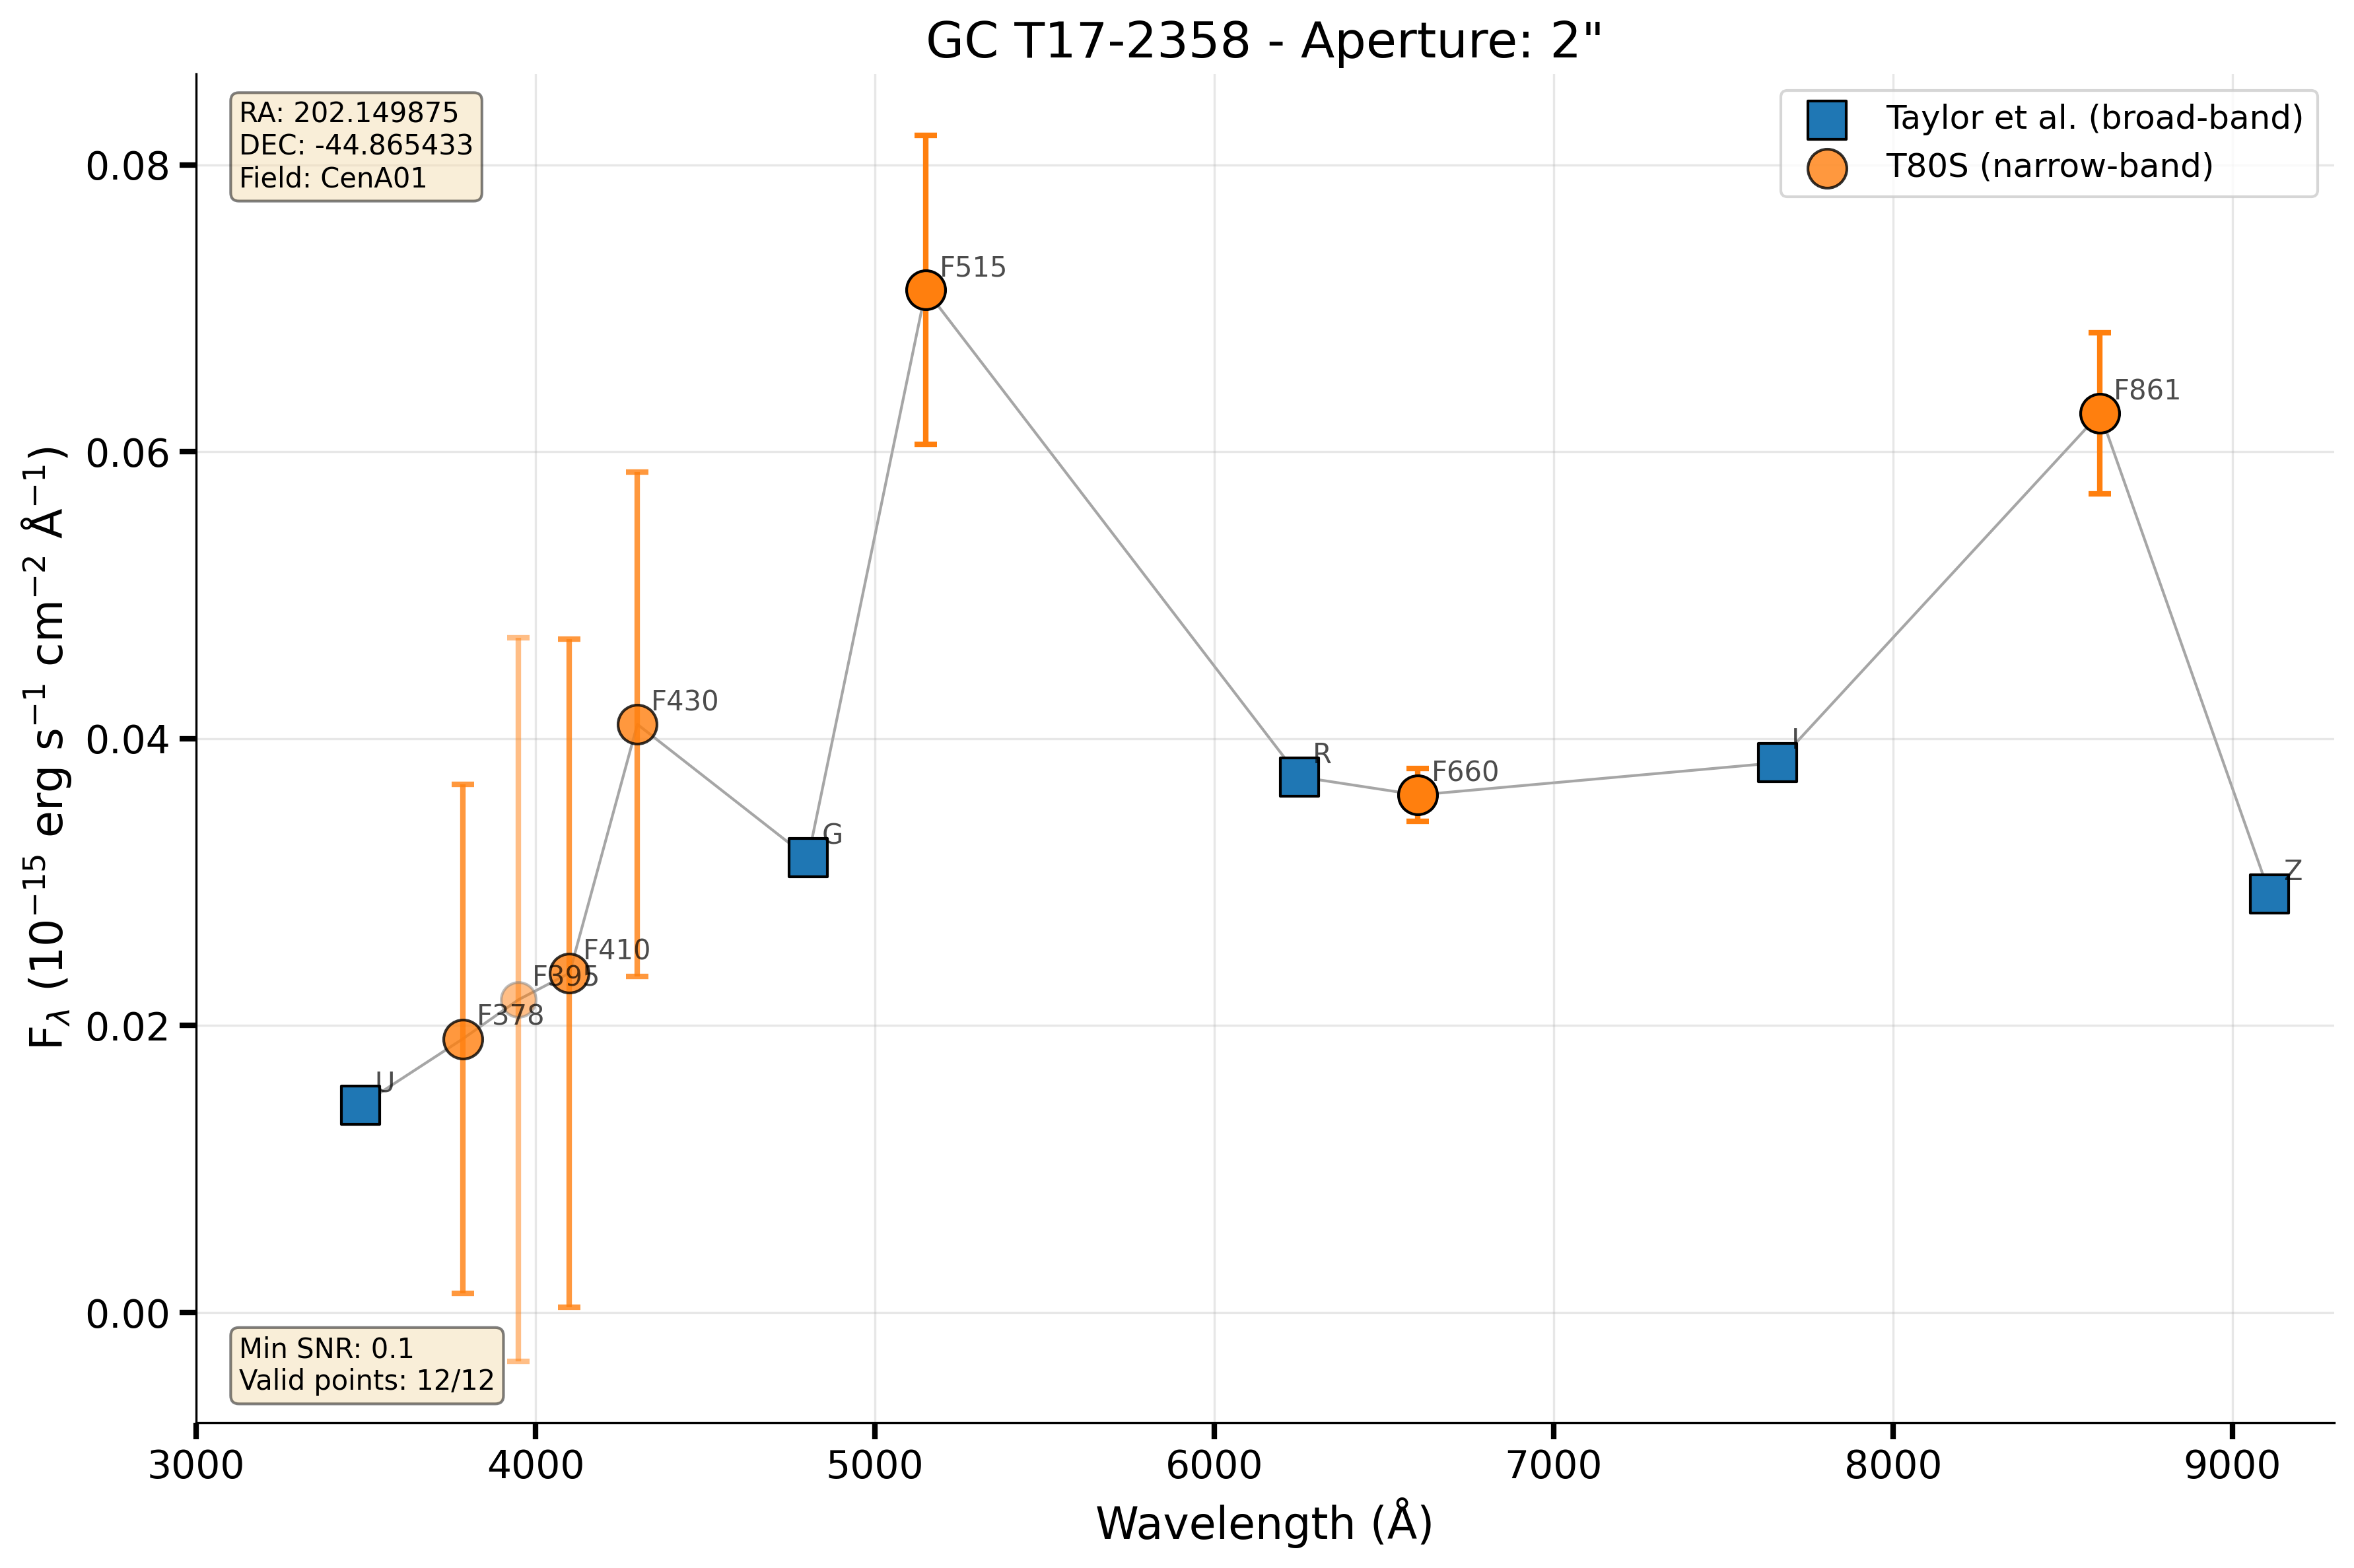 GC T17-2358 - Aperture: 2"
RA: 202.149875
DEC: -44.865433
Field: CenA01
Taylor et al. (broad-band)
T80S (narrow-band)
F515
F861
F430
F660
R
I
G
Z
F410
F395
F378
U
Min SNR: 0.1
Valid points: 12/12
0.08
0.06
0.04
0.02
0.00
F_λ (10⁻¹⁵ erg s⁻¹ cm⁻² Å⁻¹)
3000 4000 5000 6000 7000 8000 9000
Wavelength (Å)